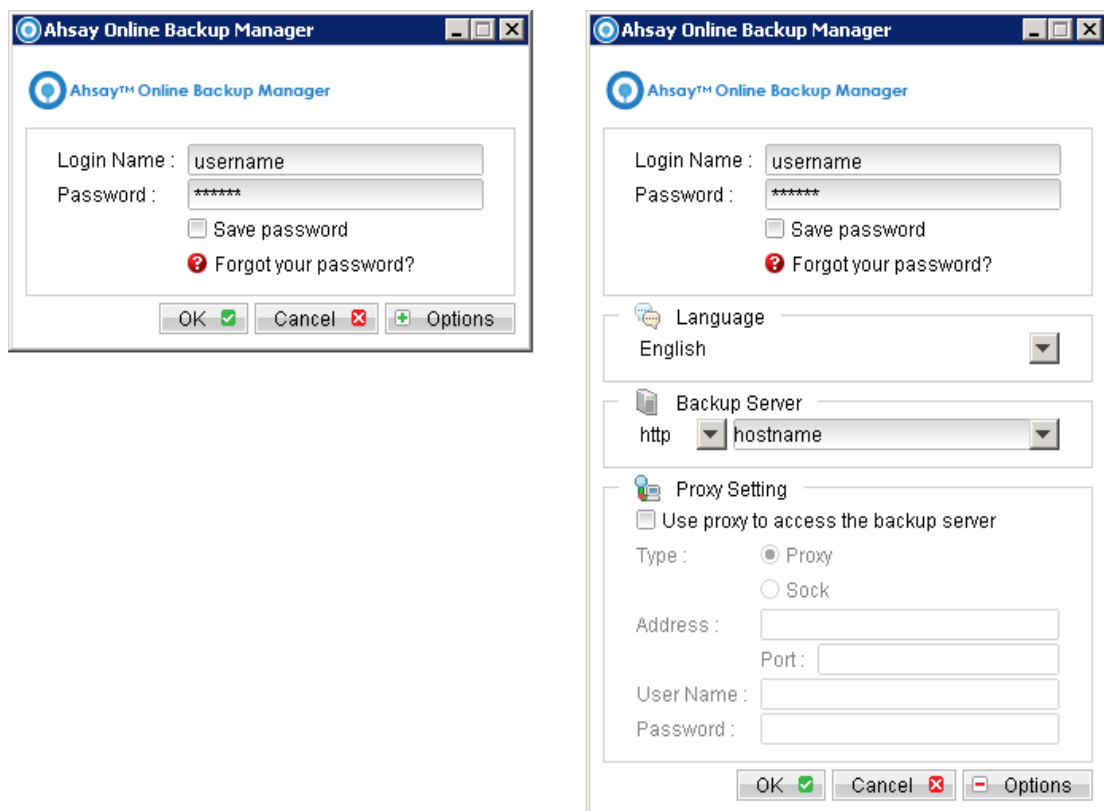 Ahsay Online Backup Manager
Ahsay™ Online Backup Manager
Login Name : username
Password : ******
Save password
Forgot your password?
OK Cancel Options
Ahsay Online Backup Manager
Ahsay™ Online Backup Manager
Login Name : username
Password : ******
Save password
Forgot your password?
Language
English
Backup Server
http hostname
Proxy Setting
Use proxy to access the backup server
Type : Proxy
Sock
Address :
Port :
User Name :
Password :
OK Cancel Options